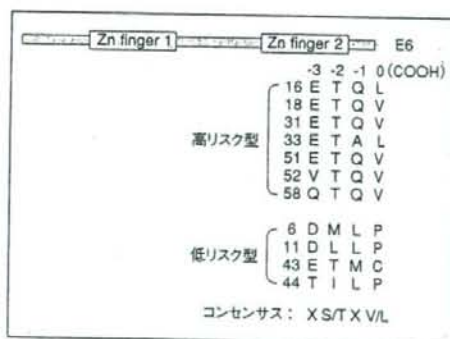 Zn finger 1 Zn finger 2 E6
-3 -2 -1 0 (COOH)
16 E T Q L
18 E T Q V
31 E T Q V
高リスク型 33 E T A L
51 E T Q V
52 V T Q V
58 Q T Q V
6 D M L P
低リスク型 11 D L L P
43 E T M C
44 T I L P
コンセンサス： X S/T X V/L